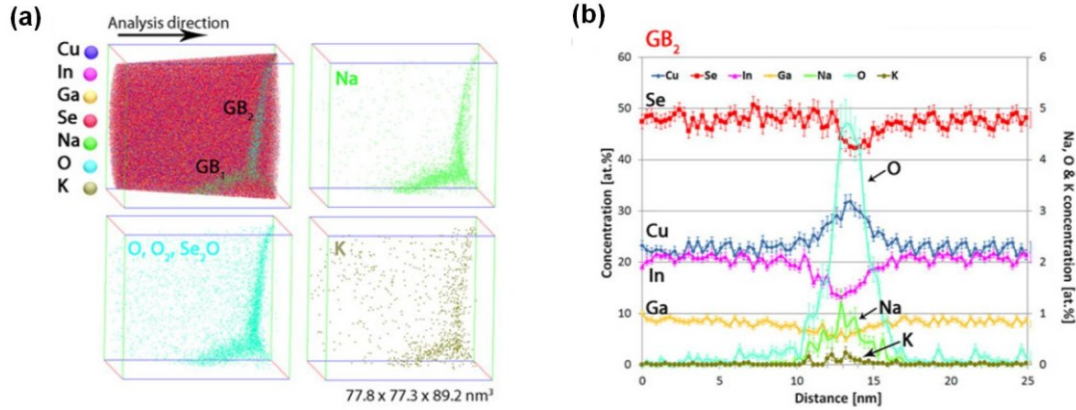 (a)
Analysis direction
Cu
In
Ga
Se
Na
O
K
GB2
GB1
Na
O, O2, Se2O
K
77.8 x 77.3 x 89.2 nm³
(b)
GB2
Cu Se In Ga Na O K
Se
O
Cu
In
Ga
Na
K
Concentration [at.%]
60
50
40
30
20
10
0
Na, O & K concentration [at.%]
6
5
4
3
2
1
0
0 5 10 15 20 25
Distance [nm]